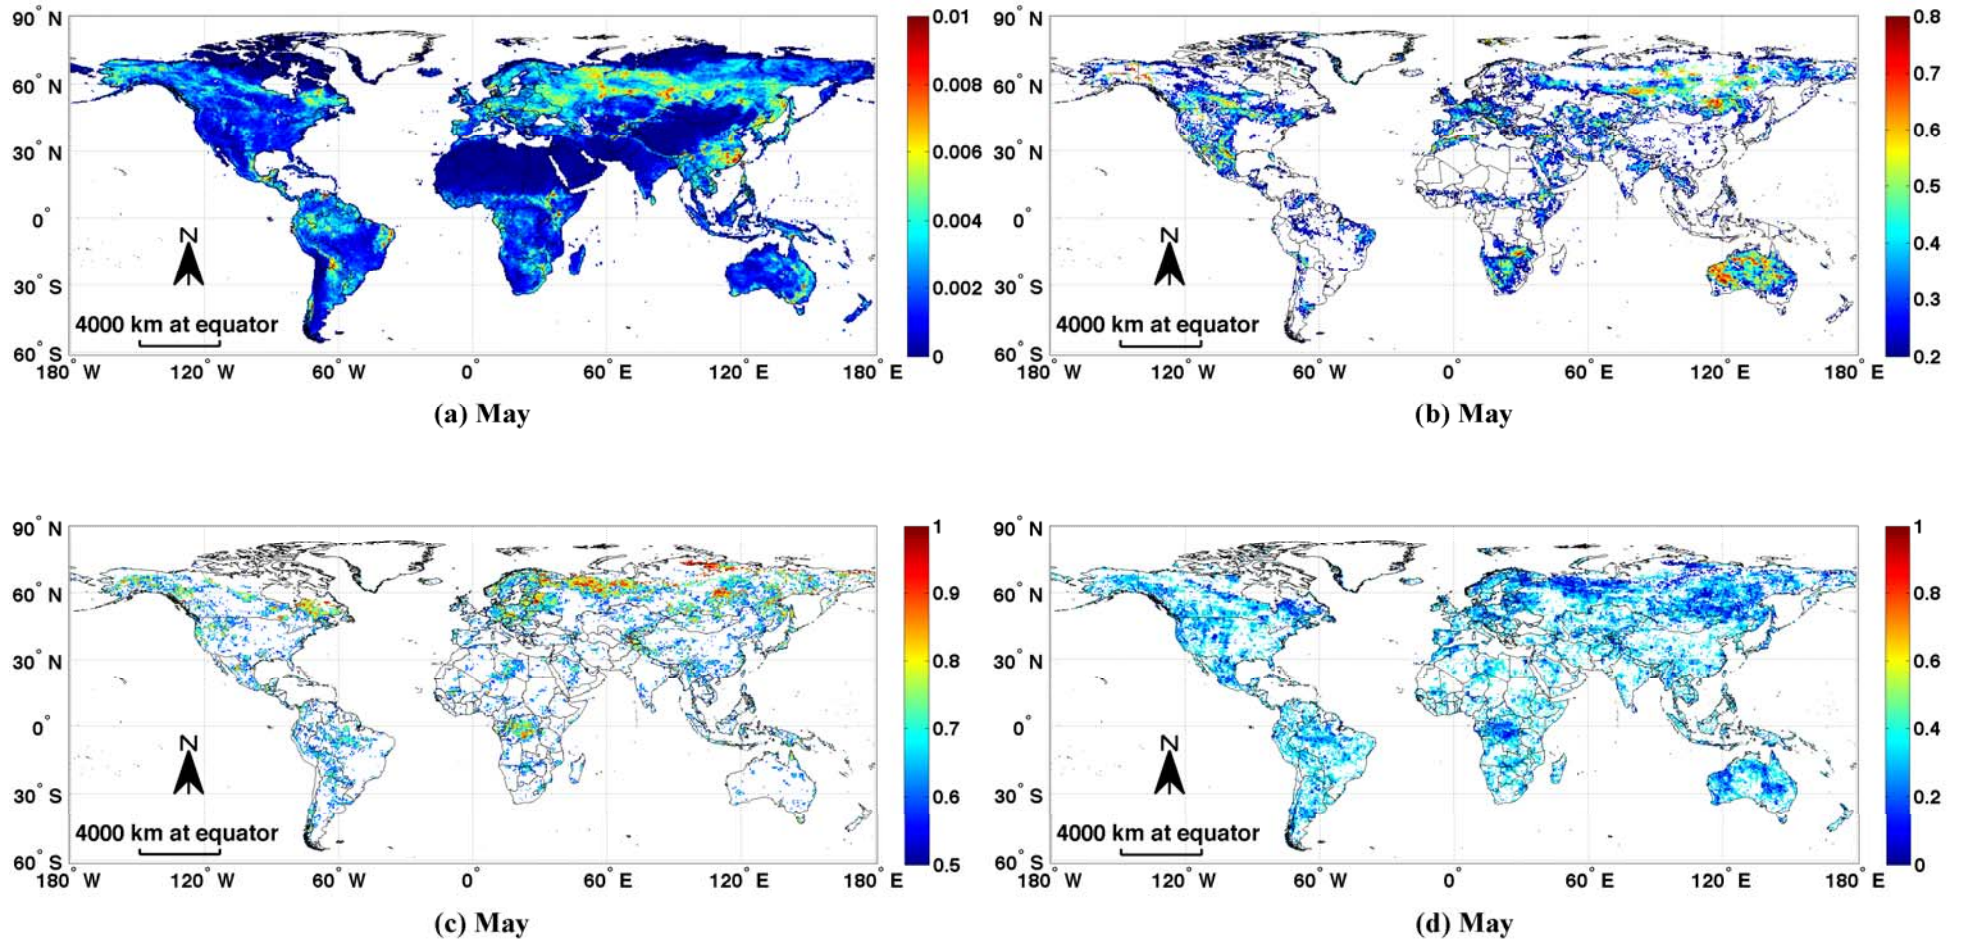 90° N
60° N
30° N
0°
30° S
60° S
180° W
120° W
60° W
0°
60° E
120° E
180° E
N
4000 km at equator
0.01
0.008
0.006
0.004
0.002
0
(a) May
90° N
60° N
30° N
0°
30° S
60° S
180° W
120° W
60° W
0°
60° E
120° E
180° E
N
4000 km at equator
0.8
0.7
0.6
0.5
0.4
0.3
0.2
(b) May
90° N
60° N
30° N
0°
30° S
60° S
180° W
120° W
60° W
0°
60° E
120° E
180° E
N
4000 km at equator
1
0.9
0.8
0.7
0.6
0.5
(c) May
90° N
60° N
30° N
0°
30° S
60° S
180° W
120° W
60° W
0°
60° E
120° E
180° E
N
4000 km at equator
1
0.8
0.6
0.4
0.2
0
(d) May